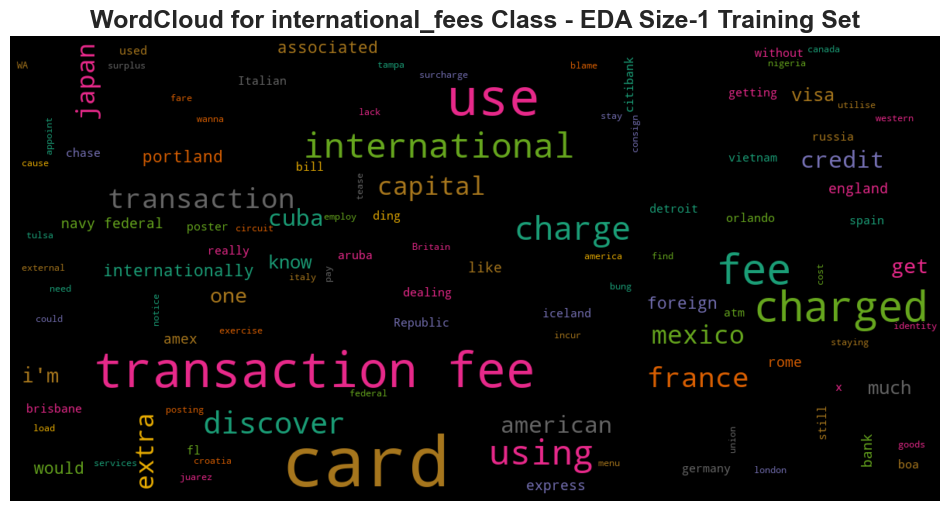 WordCloud for international_fees Class - EDA Size-1 Training Set
WA
used
surplus
japan
associated
Italian
tampa
surcharge
use
blame
citibank
without
canada
nigeria
getting
visa
utilise
western
fare
wanna
lack
stay
consign
appoint
chase
cause
portland
bill
international
russia
vietnam
credit
england
transaction
tease
capital
navy federal
poster
circuit
cuba
employ
ding
charge
detroit
orlando
spain
tulsa
really
internationally
know
aruba
Britain
like
america
find
fee
cost
get
external
need
italy
pay
one
dealing
bung
foreign
atm
charged
could
notice
exercise
amex
Republic
iceland
incur
mexico
identity
staying
i'm
transaction fee
federal
france
rome
x
much
brisbane
load
extra
posting
discover
fl
american
using
card
still
union
bank
goods
would
services
croatia
juarez
menu
express
germany
london
boa